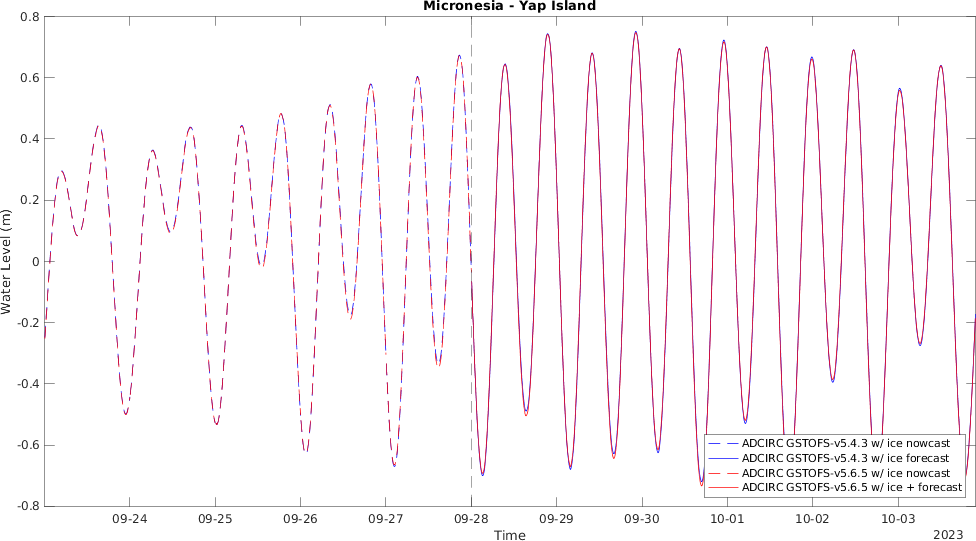 Micronesia - Yap Island
0.8
0.6
0.4
0.2
0
-0.2
-0.4
-0.6
-0.8
Water Level (m)
09-24 09-25 09-26 09-27 09-28 09-29 09-30 10-01 10-02 10-03
Time
2023
ADCIRC GSTOFS-v5.4.3 w/ ice nowcast
ADCIRC GSTOFS-v5.4.3 w/ ice forecast
ADCIRC GSTOFS-v5.6.5 w/ ice nowcast
ADCIRC GSTOFS-v5.6.5 w/ ice + forecast